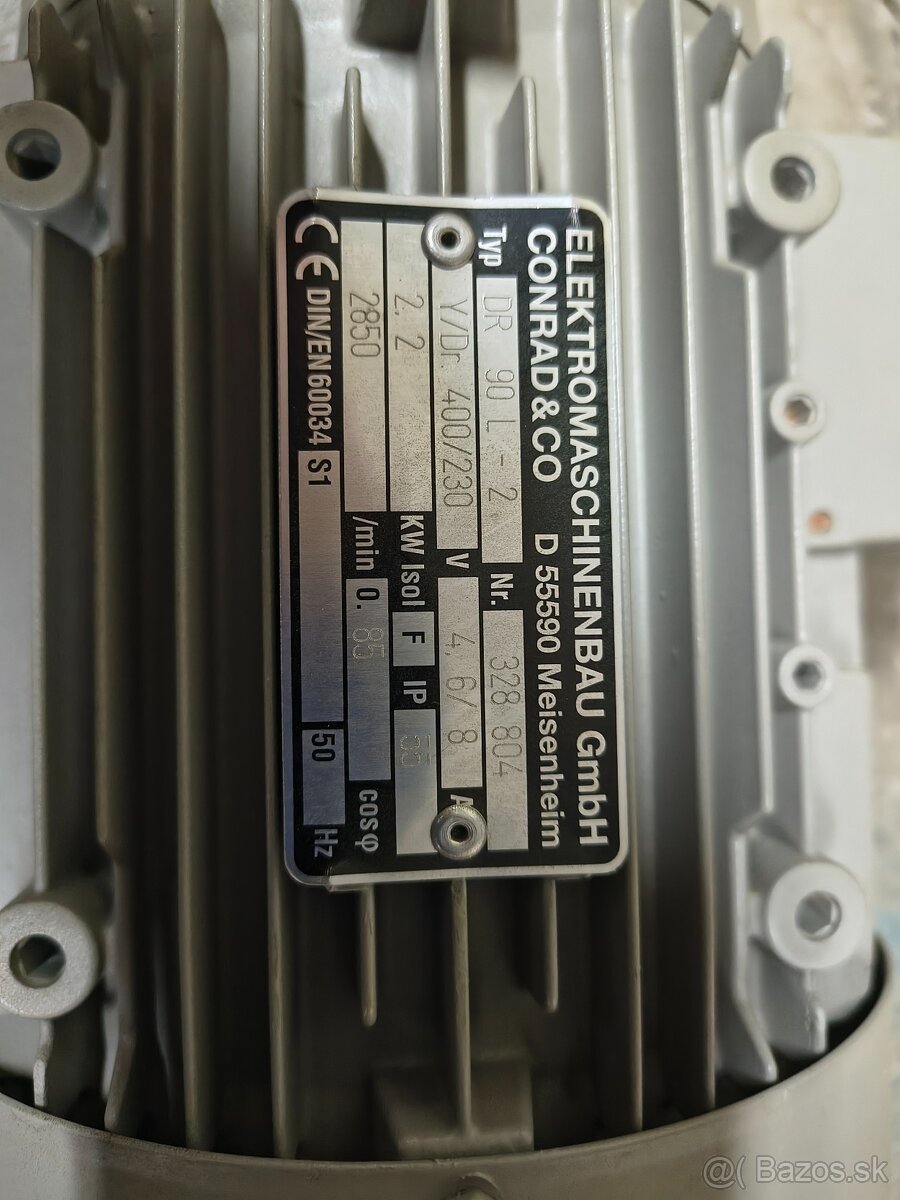 ELEKTROMASCHINENBAU GmbH
CONRAD & CO D 55590 Meisenheim
Typ DR 90 L - 2 Nr. 328 804
Y/Dr. 400/230 V 4,6/8 A
2,2 KW Isol F IP 55
2850 /min 0.85 cosφ
CE DIN/EN 60034 S1 50 Hz
@( Bazos.sk